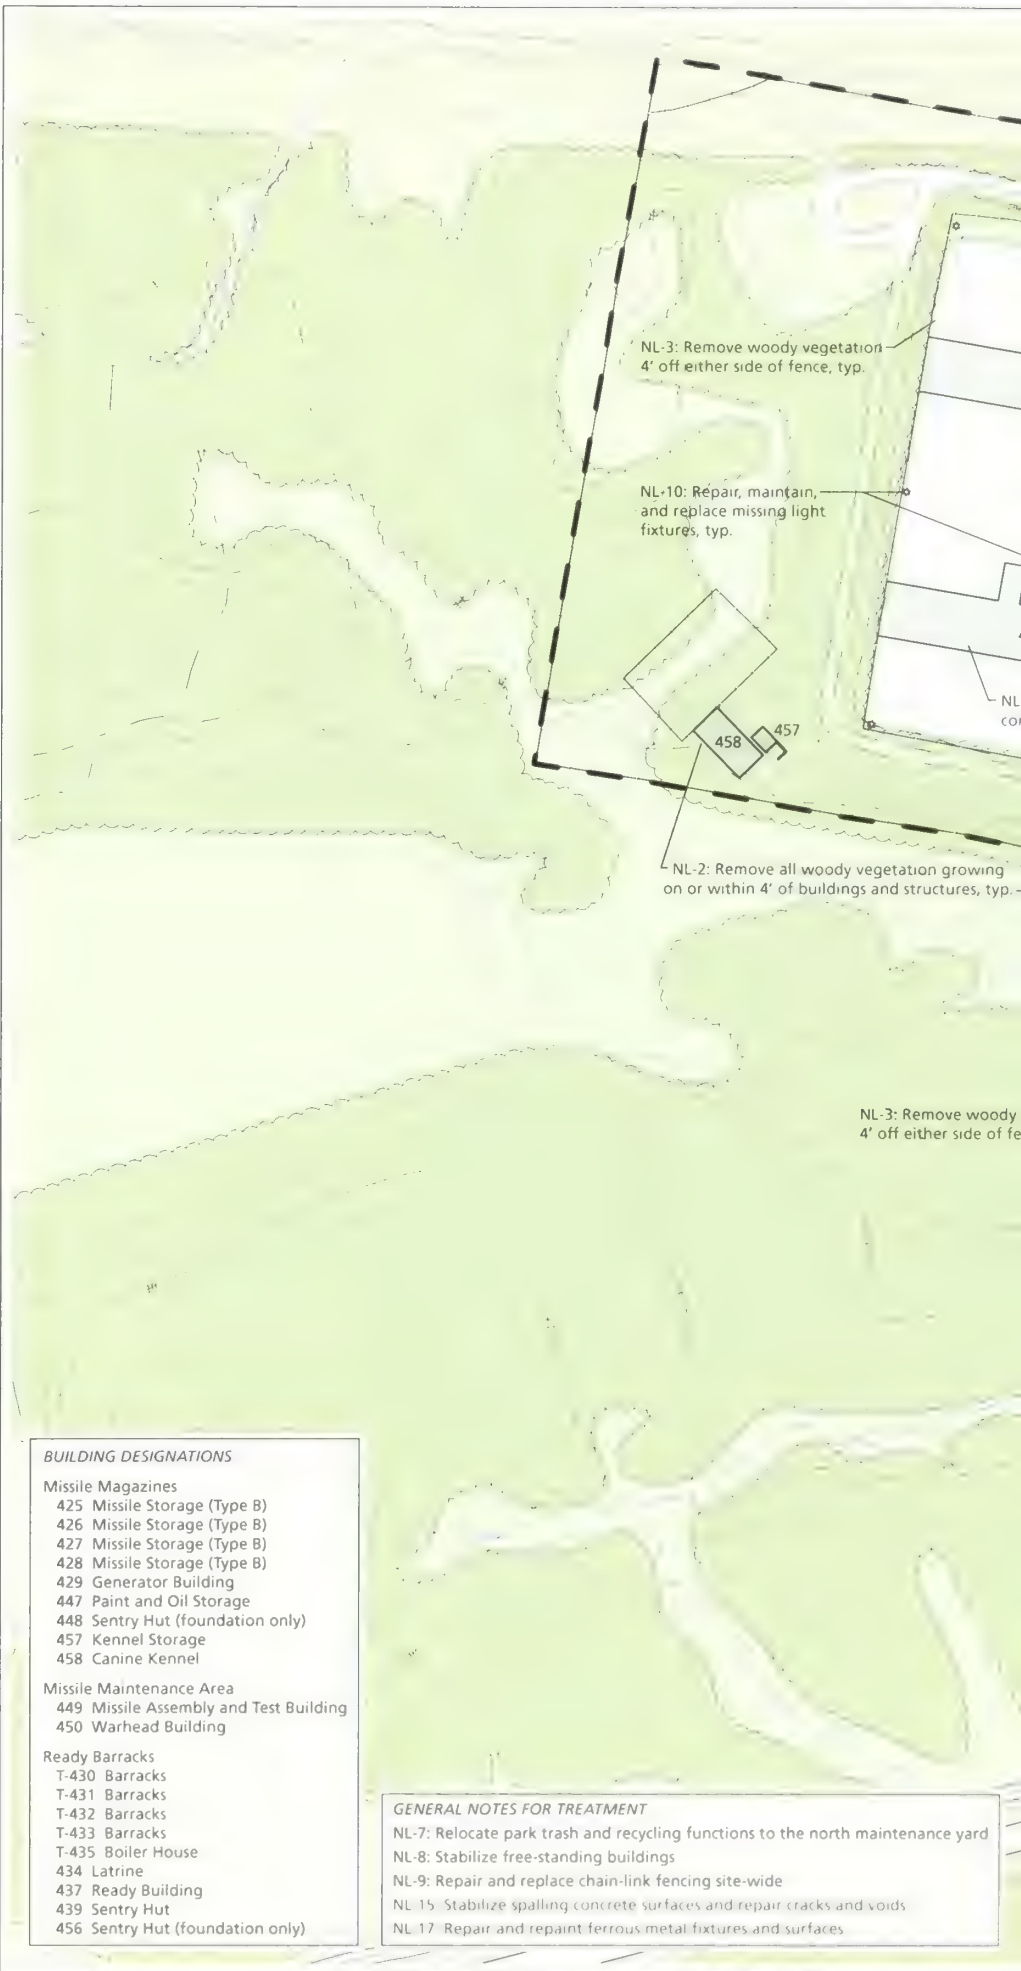 NL-3: Remove woody vegetation
4' off either side of fence, typ.
NL-10: Repair, maintain,
and replace missing light
fixtures, typ.
NL
co
457
458
NL-2: Remove all woody vegetation growing
on or within 4' of buildings and structures, typ.
NL-3: Remove woody
4' off either side of fe
BUILDING DESIGNATIONS
Missile Magazines
425 Missile Storage (Type B)
426 Missile Storage (Type B)
427 Missile Storage (Type B)
428 Missile Storage (Type B)
429 Generator Building
447 Paint and Oil Storage
448 Sentry Hut (foundation only)
457 Kennel Storage
458 Canine Kennel
Missile Maintenance Area
449 Missile Assembly and Test Building
450 Warhead Building
Ready Barracks
T-430 Barracks
T-431 Barracks
T-432 Barracks
T-433 Barracks
T-435 Boiler House
434 Latrine
437 Ready Building
439 Sentry Hut
456 Sentry Hut (foundation only)
GENERAL NOTES FOR TREATMENT
NL-7: Relocate park trash and recycling functions to the north maintenance yard
NL-8: Stabilize free-standing buildings
NL-9: Repair and replace chain-link fencing site-wide
NL 15 Stabilize spalling concrete surfaces and repair cracks and voids
NL 17 Repair and repaint ferrous metal fixtures and surfaces